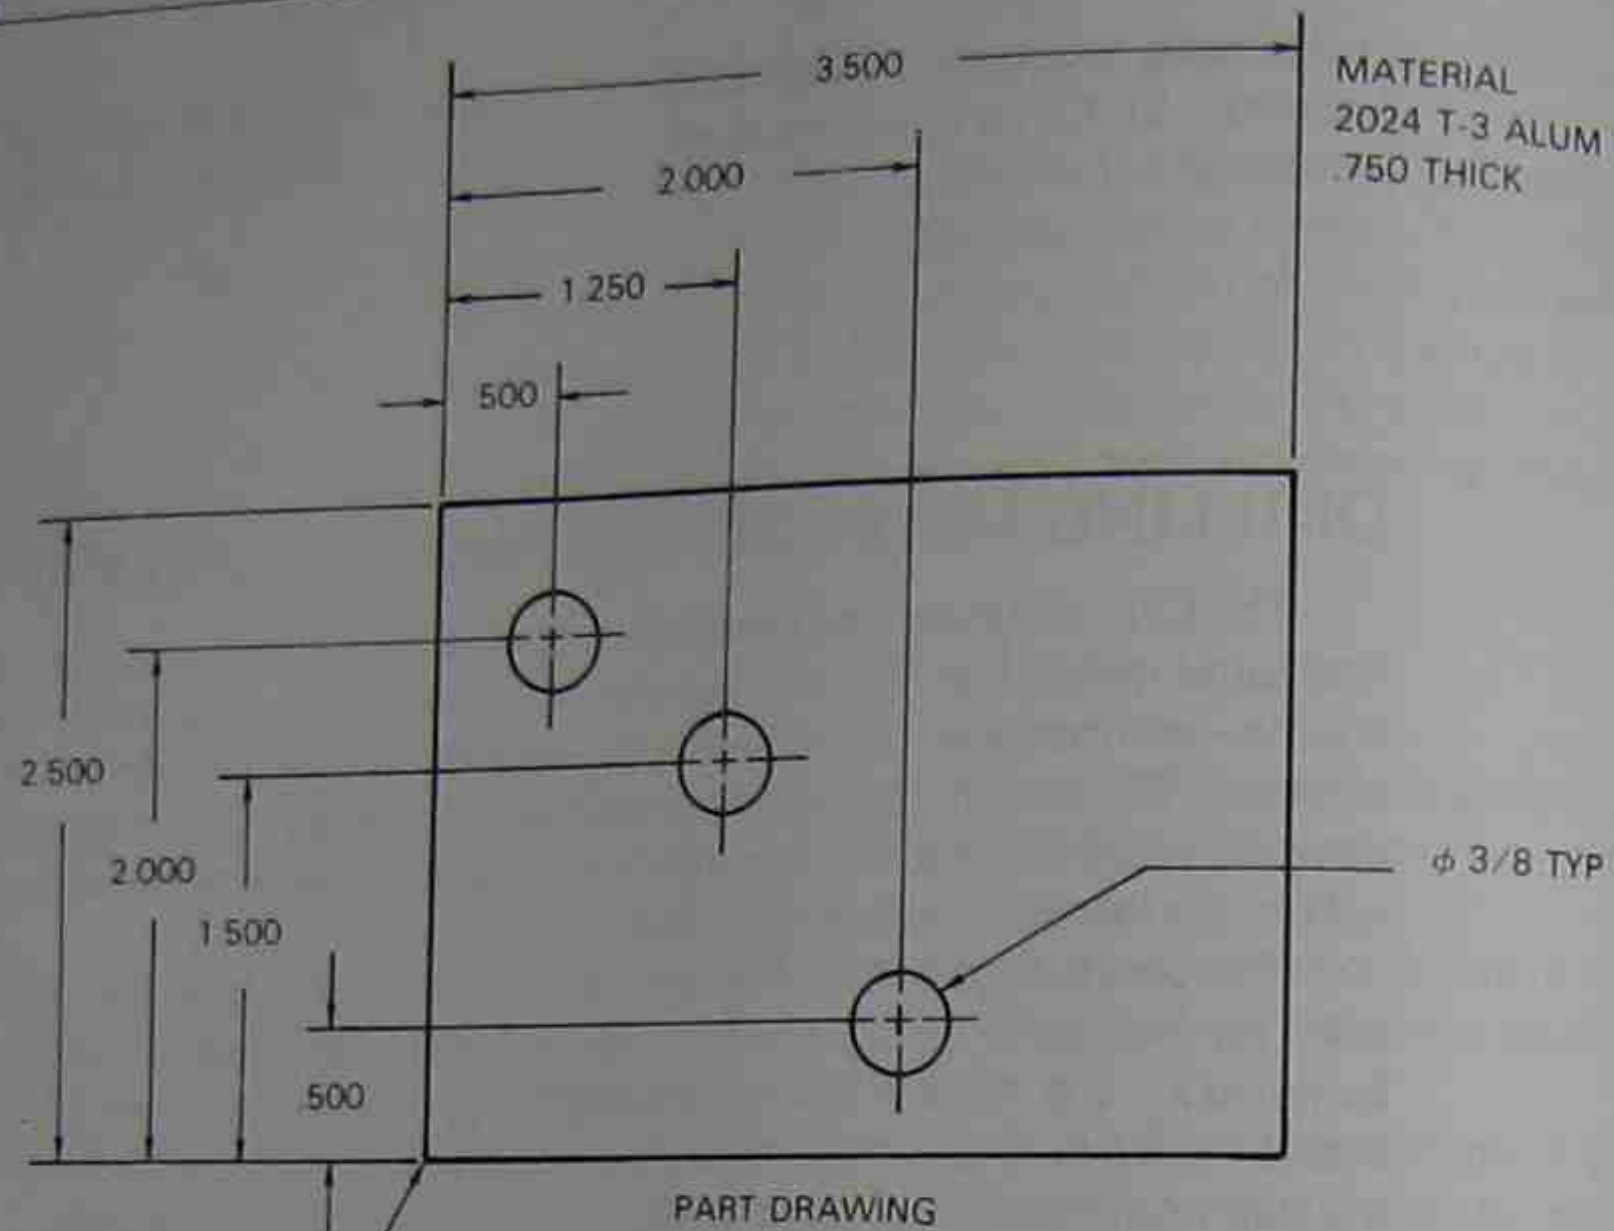 3.500
MATERIAL
2024 T-3 ALUM
.750 THICK
2.000
1.250
.500
2.500
2.000
1.500
φ 3/8 TYP
.500
PART DRAWING